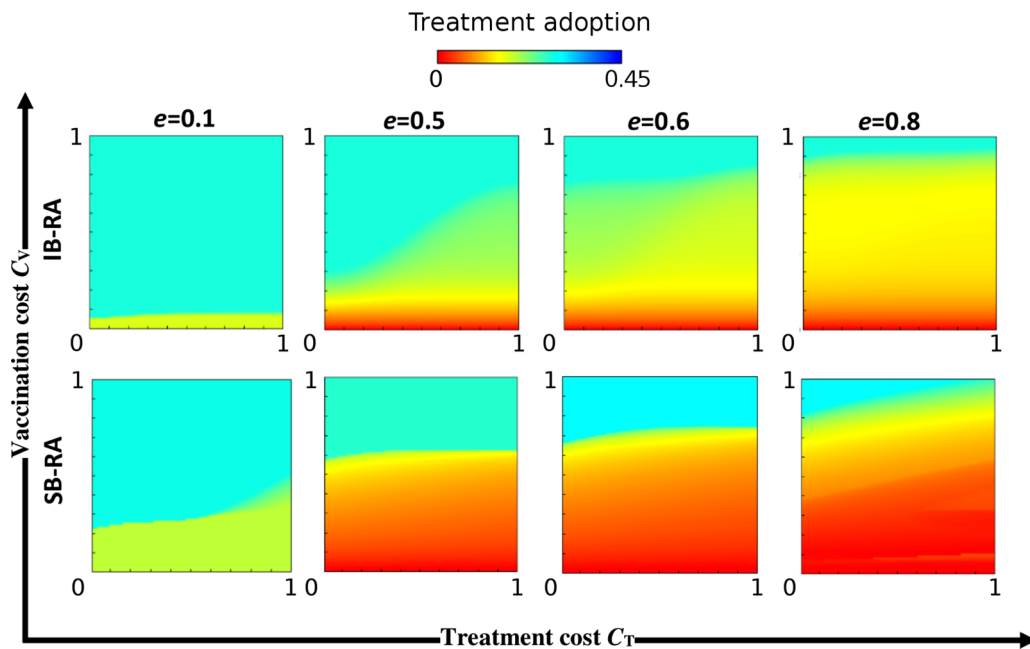 Treatment adoption
0 0.45
e=0.1 e=0.5 e=0.6 e=0.8
Vaccination cost CV
IB-RA
1 1 1 1
0 1 0 1 0 1 0 1
SB-RA
1 1 1 1
0 1 0 1 0 1 0 1
Treatment cost CT